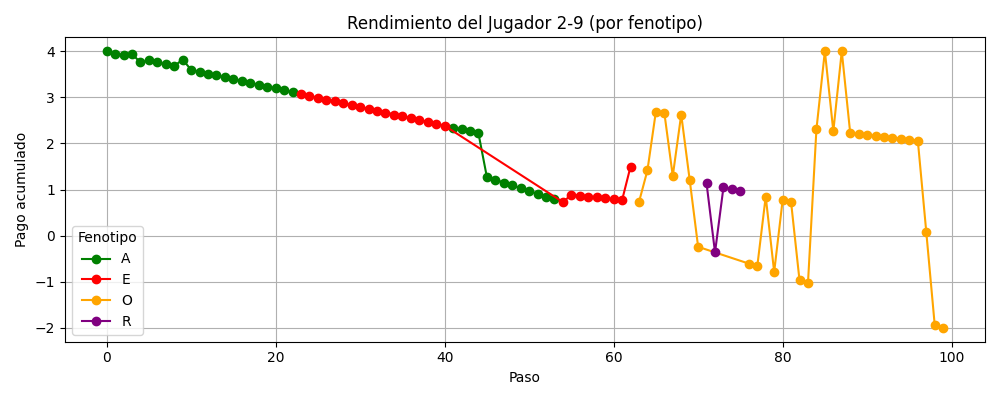 Rendimiento del Jugador 2-9 (por fenotipo)
Pago acumulado
4
3
2
1
0
−1
−2
Fenotipo
A
E
O
R
0 20 40 60 80 100
Paso